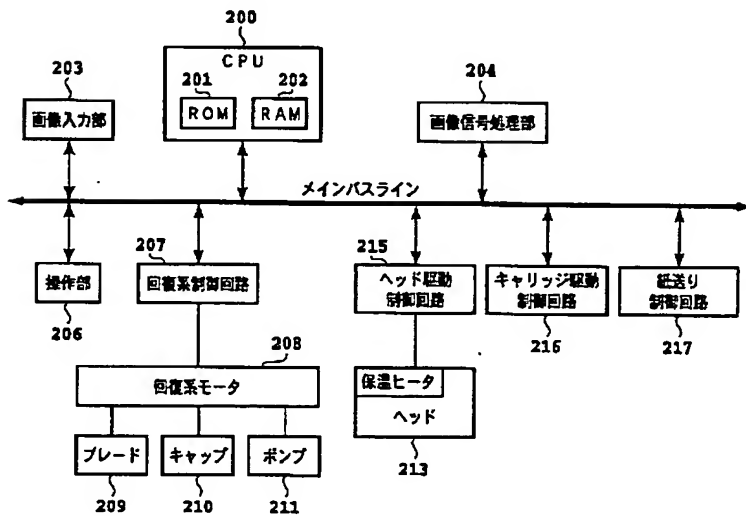 200
CPU
203
201
202
204
画像入力部
ROM
RAM
画像信号処理部
メインバスライン
207
215
操作部
回復系制御回路
ヘッド駆動
制御回路
キャリッジ駆動
制御回路
紙送り
制御回路
206
208
216
217
回復系モータ
保温ヒータ
ヘッド
ブレード
キャップ
ポンプ
213
209
210
211